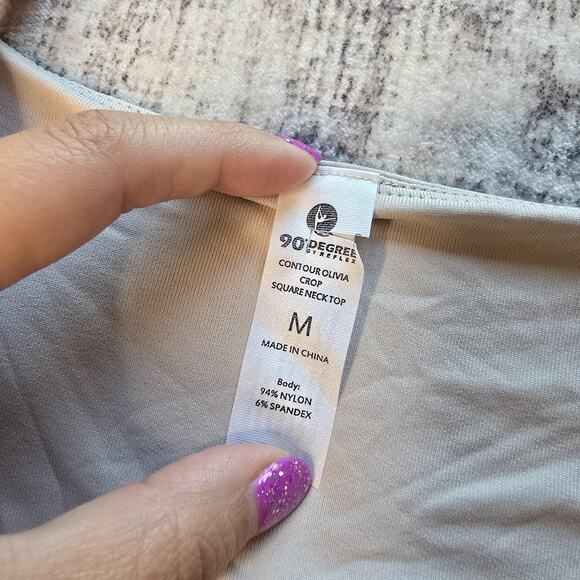 90°DEGREE
BY REFLEX
CONTOUR OLIVIA
CROP
SQUARE NECK TOP
M
MADE IN CHINA
Body:
94% NYLON
6% SPANDEX